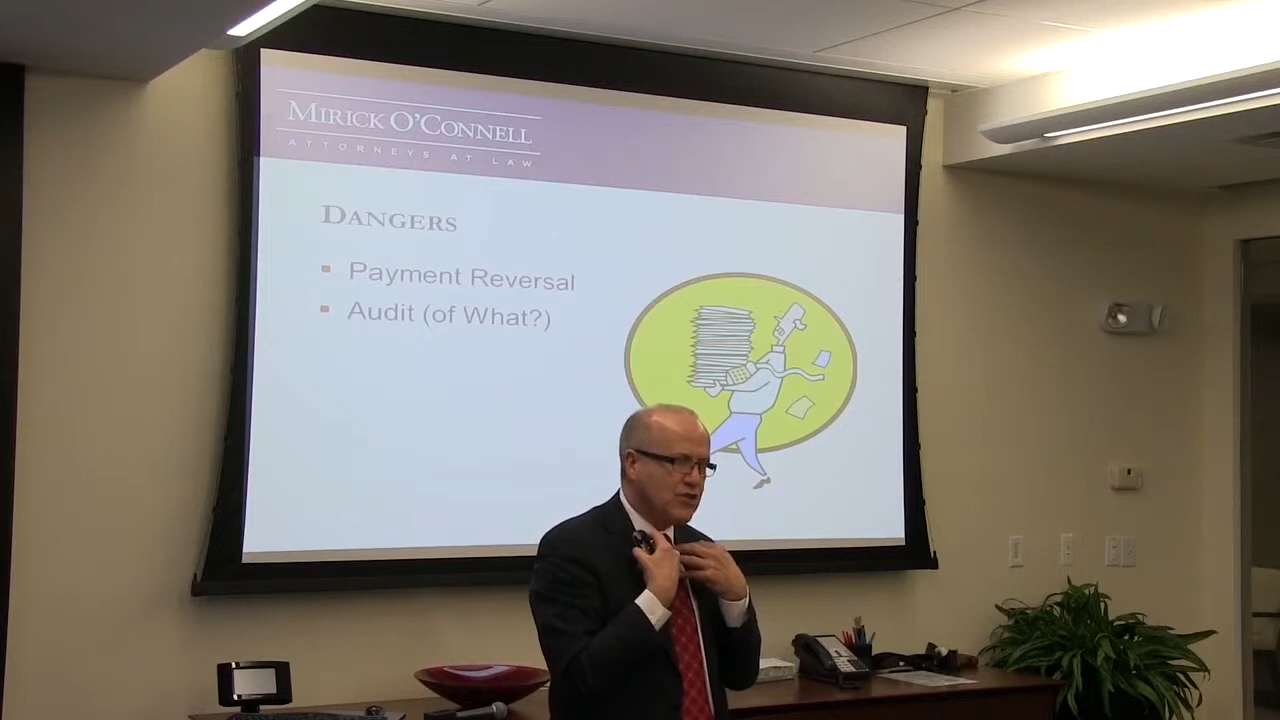 MIRICK O'CONNELL
ATTORNEYS AT LAW
DANGERS
Payment Reversal
Audit (of What?)